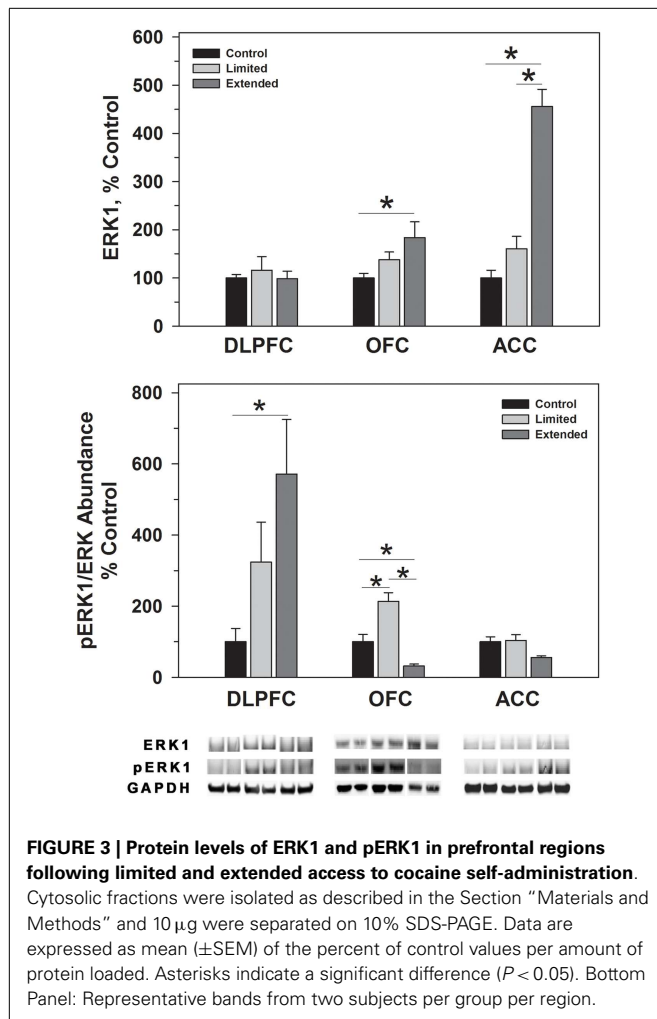 600
500
400
300
200
100
0
ERK1, % Control
Control
Limited
Extended
*
*
*
DLPFC OFC ACC
800
600
400
200
0
pERK1/ERK Abundance
% Control
Control
Limited
Extended
*
*
*
*
DLPFC OFC ACC
ERK1
pERK1
GAPDH
FIGURE 3 | Protein levels of ERK1 and pERK1 in prefrontal regions
following limited and extended access to cocaine self-administration.
Cytosolic fractions were isolated as described in the Section “Materials and
Methods” and 10 μg were separated on 10% SDS-PAGE. Data are
expressed as mean (±SEM) of the percent of control values per amount of
protein loaded. Asterisks indicate a significant difference (P < 0.05). Bottom
Panel: Representative bands from two subjects per group per region.